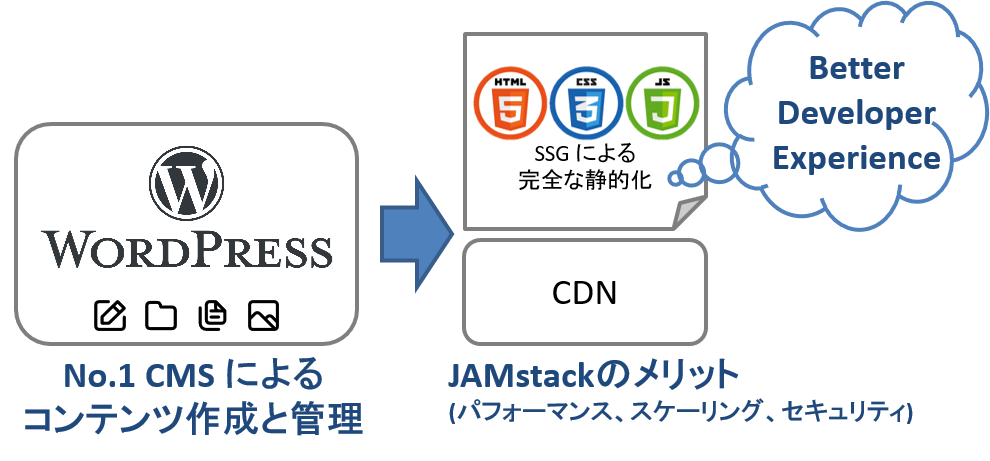 WORDPRESS
No.1 CMS による
コンテンツ作成と管理
HTML
5
CSS
3
JS
SSG による
完全な静的化
CDN
JAMstackのメリット
(パフォーマンス、スケーリング、セキュリティ)
Better
Developer
Experience